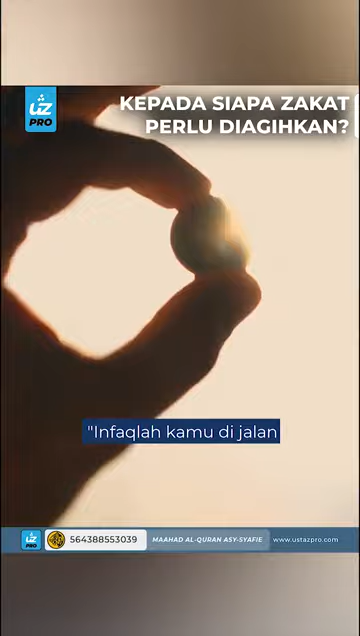 UZ
PRO
KEPADA SIAPA ZAKAT
PERLU DIAGIHKAN?
"Infaqlah kamu di jalan
UZ
PRO
564388553039
MAAHAD AL-QURAN ASY-SYAFIE
www.ustazpro.com